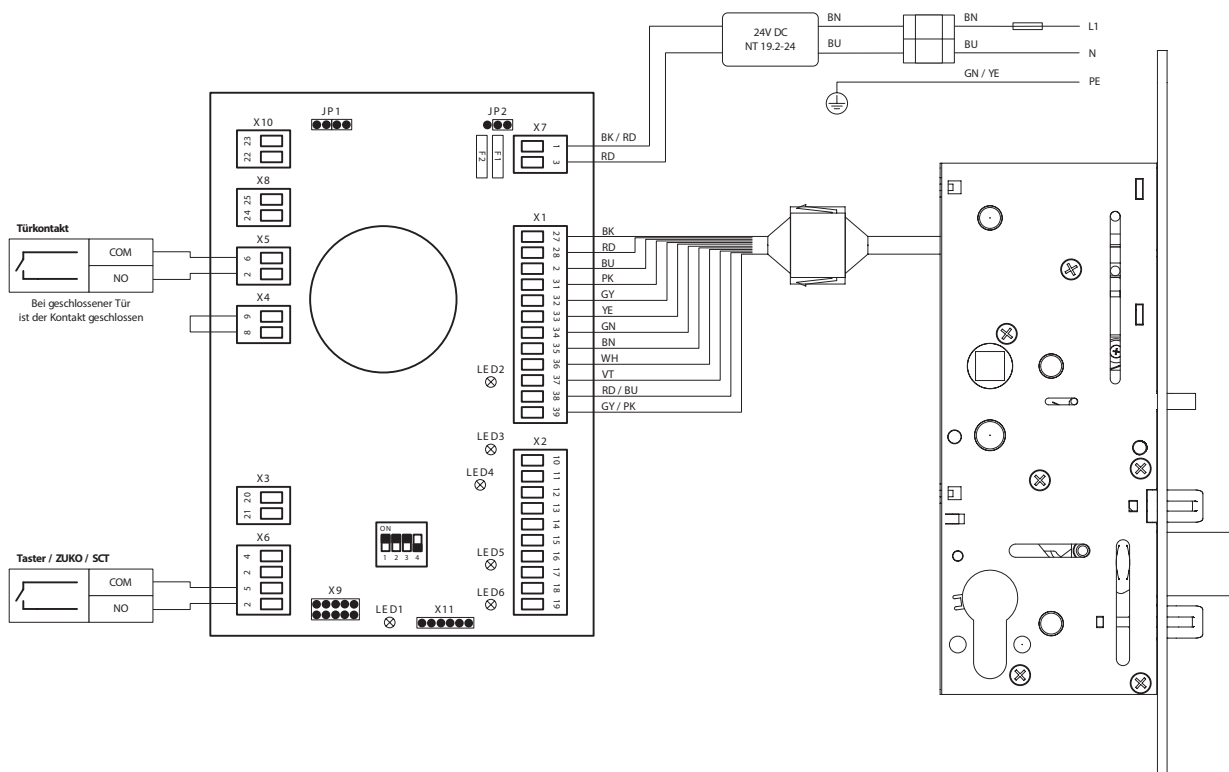 24V DC
NT 19.2-24
BN
BU
BN
BU
GN / YE
L1
N
PE
JP1
JP2
X10
23
22
X7
1
3
F2
F1
BK / RD
RD
X8
25
24
Türkontakt
COM
NO
Bei geschlossener Tür
ist der Kontakt geschlossen
X5
6
2
X4
9
8
X1
27
28
2
31
32
33
34
35
36
37
38
39
BK
RD
BU
PK
GY
YE
GN
BN
WH
VT
RD / BU
GY / PK
LED2
LED3
LED4
LED5
LED6
X2
10
11
12
13
14
15
16
17
18
19
X3
20
21
ON
1 2 3 4
Taster / ZUKO / SCT
COM
NO
X6
4
2
5
2
X9
LED1
X11